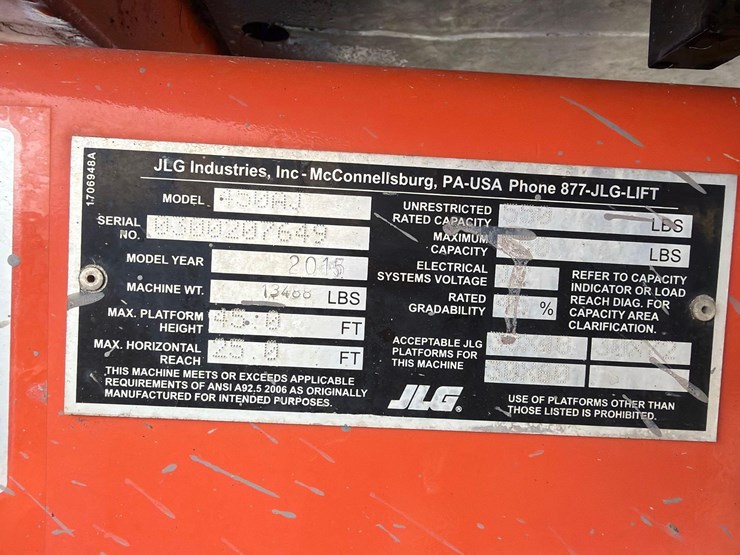 1706948A
JLG Industries, Inc - McConnellsburg, PA-USA Phone 877-JLG-LIFT
MODEL 450AJ
SERIAL NO. 0300207649
MODEL YEAR 2015
MACHINE WT. 13488 LBS
MAX. PLATFORM HEIGHT 45.0 FT
MAX. HORIZONTAL REACH 25.0 FT
THIS MACHINE MEETS OR EXCEEDS APPLICABLE
REQUIREMENTS OF ANSI A92.5 2006 AS ORIGINALLY
MANUFACTURED FOR INTENDED PURPOSES.
UNRESTRICTED
RATED CAPACITY LBS
MAXIMUM
CAPACITY LBS
ELECTRICAL
SYSTEMS VOLTAGE
RATED
GRADABILITY %
REFER TO CAPACITY
INDICATOR OR LOAD
REACH DIAG. FOR
CAPACITY AREA
CLARIFICATION.
ACCEPTABLE JLG
PLATFORMS FOR
THIS MACHINE
JLG®
USE OF PLATFORMS OTHER THAN
THOSE LISTED IS PROHIBITED.